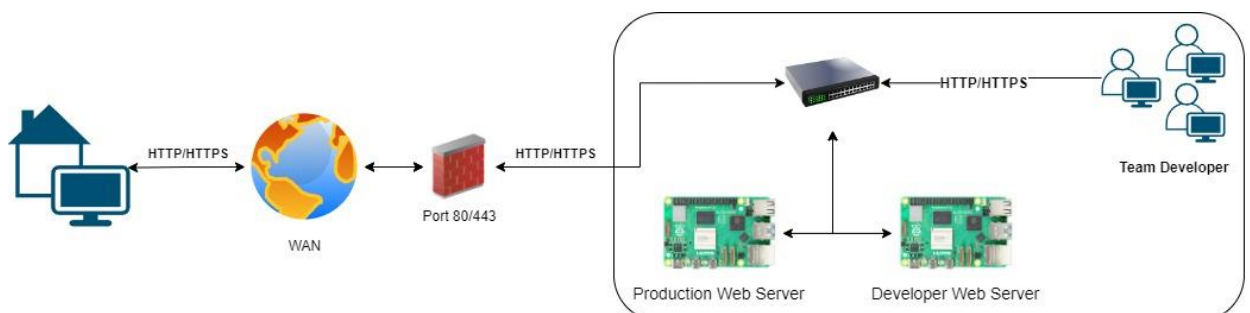 HTTP/HTTPS
WAN
Port 80/443
HTTP/HTTPS
HTTP/HTTPS
Team Developer
Production Web Server
Developer Web Server